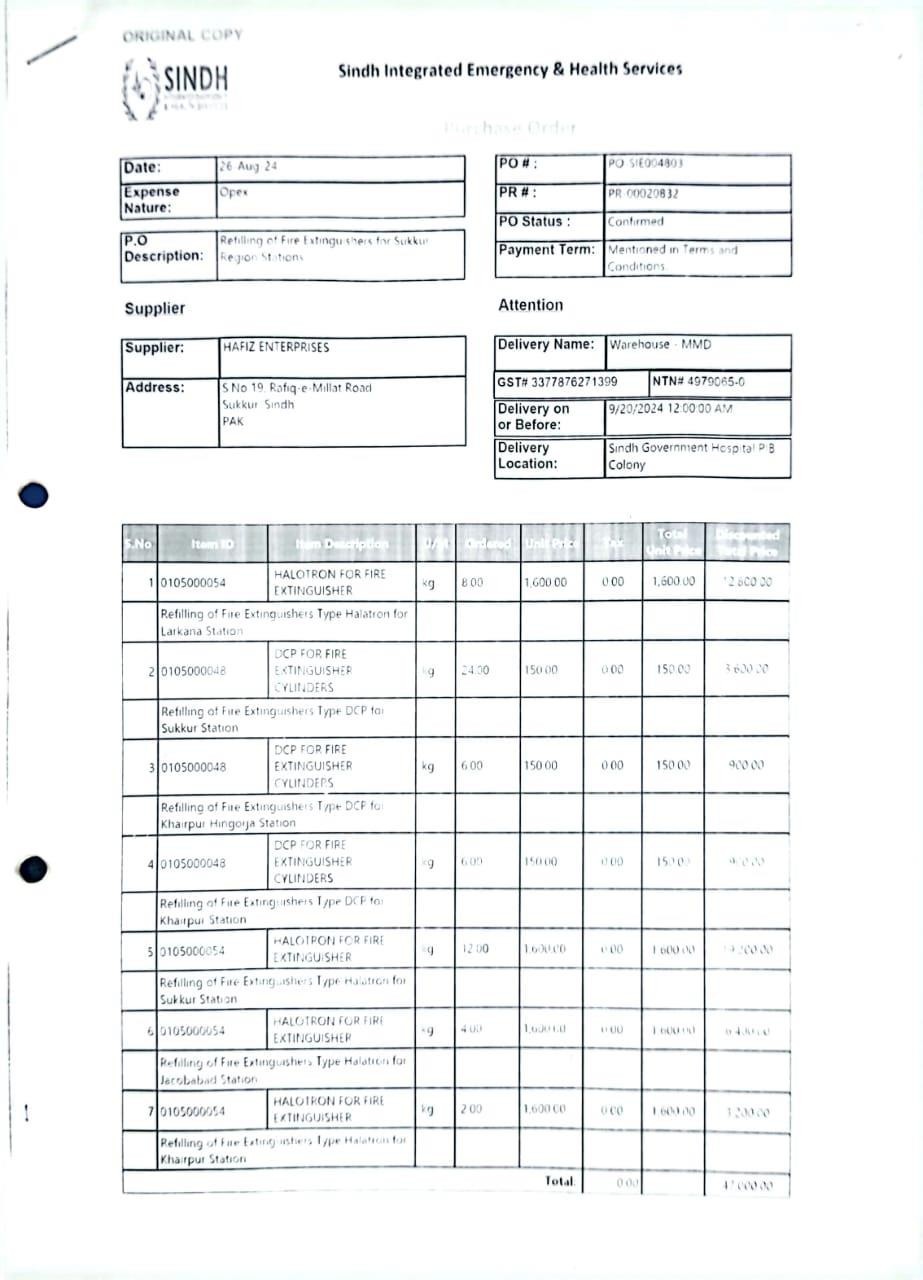 ORIGINAL COPY
SINDH
Sindh Integrated Emergency & Health Services
Purchase Order
Date: 26-Aug-24
Expense Nature: Opex
P.O Description: Refilling of Fire Extinguishers for Sukkur
Region Stations
PO # : PO-SIE004803
PR # : PR-00020832
PO Status : Confirmed
Payment Term: Mentioned in Terms and
Conditions.
Supplier
Attention
Supplier: HAFIZ ENTERPRISES
Address: S No 19, Rafiq-e-Millat Road
Sukkur Sindh
PAK
Delivery Name: Warehouse - MMD
GST# 3377876271399 NTN# 4979065-0
Delivery on or Before: 9/20/2024 12:00:00 AM
Delivery Location: Sindh Government Hospital PIB
Colony
S.No Item ID Item Description U/M Ordered Unit Price Tax Total Unit Price Discounted Total Price
1 0105000054 HALOTRON FOR FIRE EXTINGUISHER kg 8.00 1,600.00 0.00 1,600.00
Refilling of Fire Extinguishers Type Halatron for
Larkana Station
2 0105000048 DCP FOR FIRE EXTINGUISHER CYLINDERS kg 24.00 150.00 0.00 150.00 3,600.00
Refilling of Fire Extinguishers Type DCP for
Sukkur Station
3 0105000048 DCP FOR FIRE EXTINGUISHER CYLINDERS kg 6.00 150.00 0.00 150.00 900.00
Refilling of Fire Extinguishers Type DCP for
Khairpur Hingorja Station
4 0105000048 DCP FOR FIRE EXTINGUISHER CYLINDERS kg 6.00 150.00 0.00 150.00
Refilling of Fire Extinguishers Type DCP for
Khairpur Station
5 0105000054 HALOTRON FOR FIRE EXTINGUISHER kg 12.00 1,600.00 0.00 1,600.00 19,200.00
Refilling of Fire Extinguishers Type Halatron for
Sukkur Station
6 0105000054 HALOTRON FOR FIRE EXTINGUISHER kg 4.00 1,600.00 0.00 1,600.00 6,400.00
Refilling of Fire Extinguishers Type Halatron for
Jacobabad Station
7 0105000054 HALOTRON FOR FIRE EXTINGUISHER kg 2.00 1,600.00 0.00 1,600.00 3,200.00
Refilling of Fire Extinguishers Type Halatron for
Khairpur Station
Total: 0.00 47,000.00